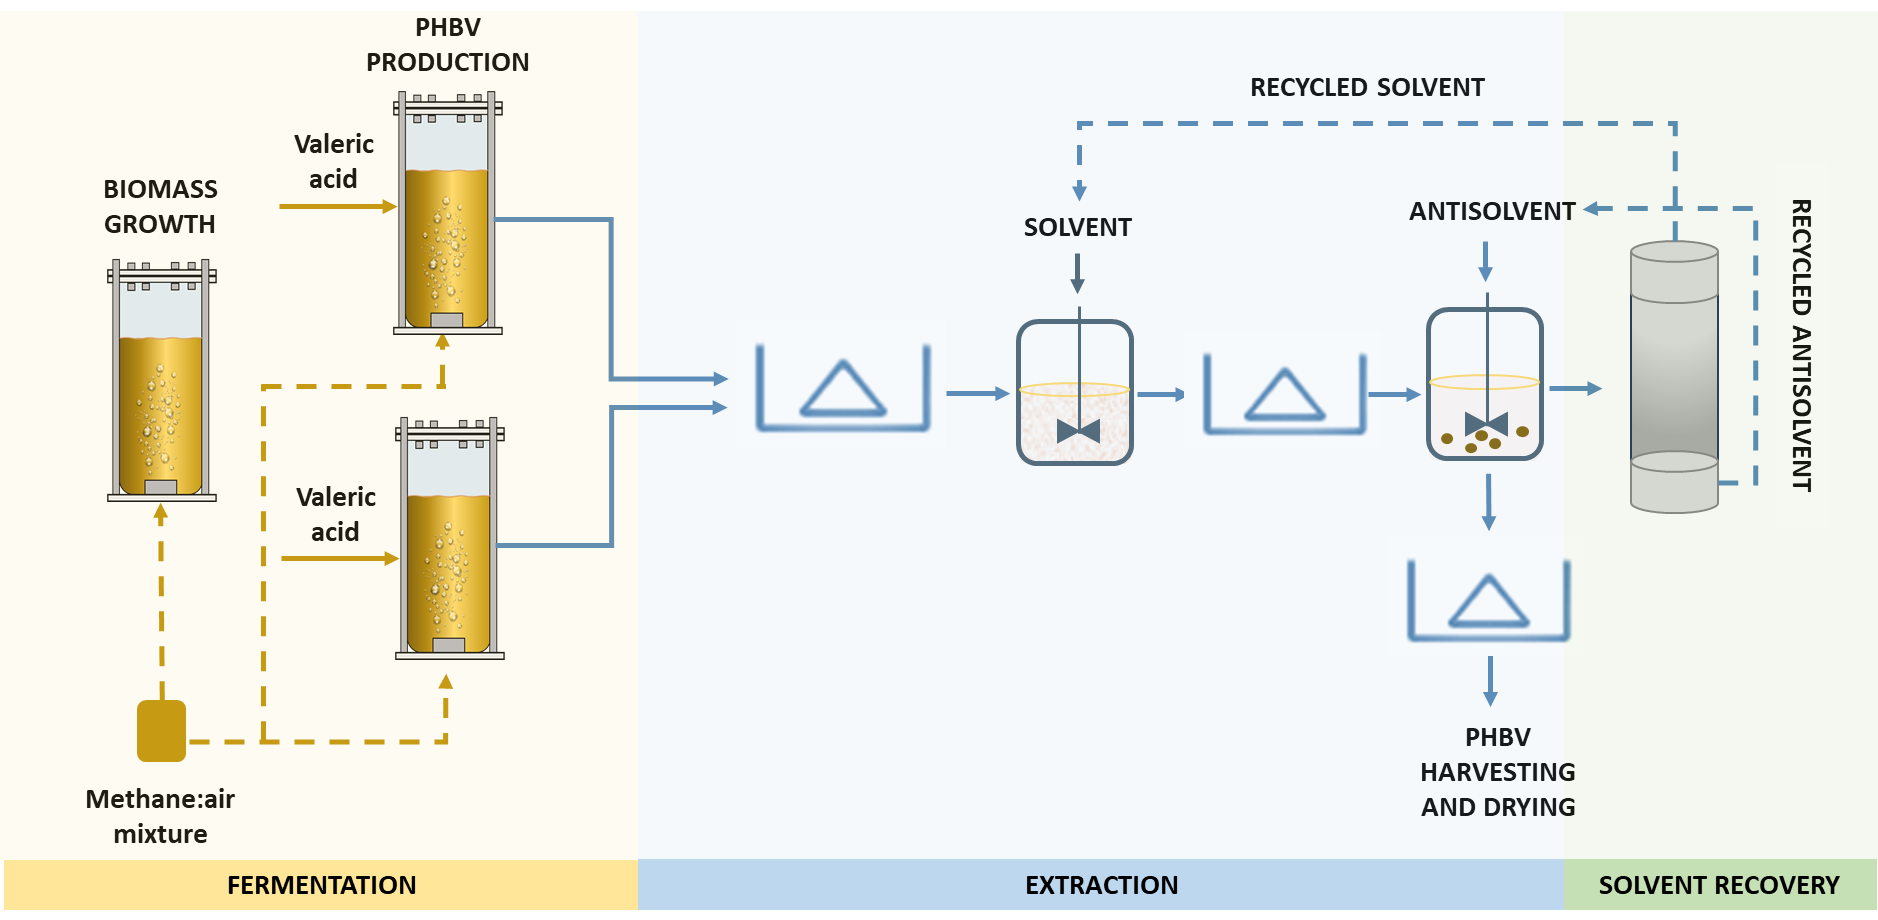 PHBV
PRODUCTION
Valeric
acid
BIOMASS
GROWTH
Valeric
acid
Methane:air
mixture
RECYCLED SOLVENT
SOLVENT
ANTISOLVENT
RECYCLED ANTISOLVENT
PHBV
HARVESTING
AND DRYING
FERMENTATION
EXTRACTION
SOLVENT RECOVERY